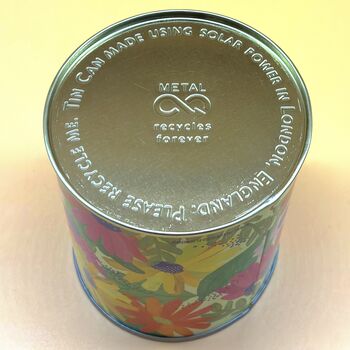 Tin Can made using solar power in London, England. Please recycle me.
METAL
recycles
forever